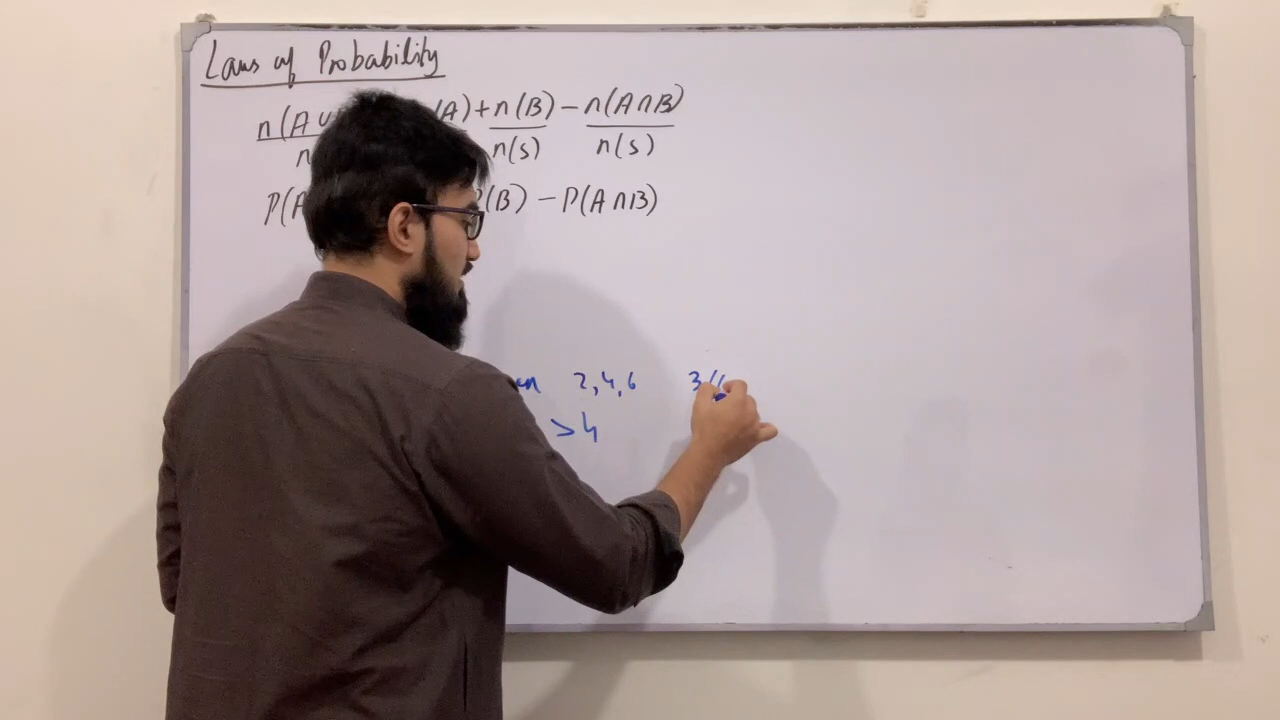 Laws of Probability
n(A ∪ (A) + n(B) − n(A∩B)
n n(s) n(s)
P(A (B) − P(A∩B)
2,4,6 3/
>4